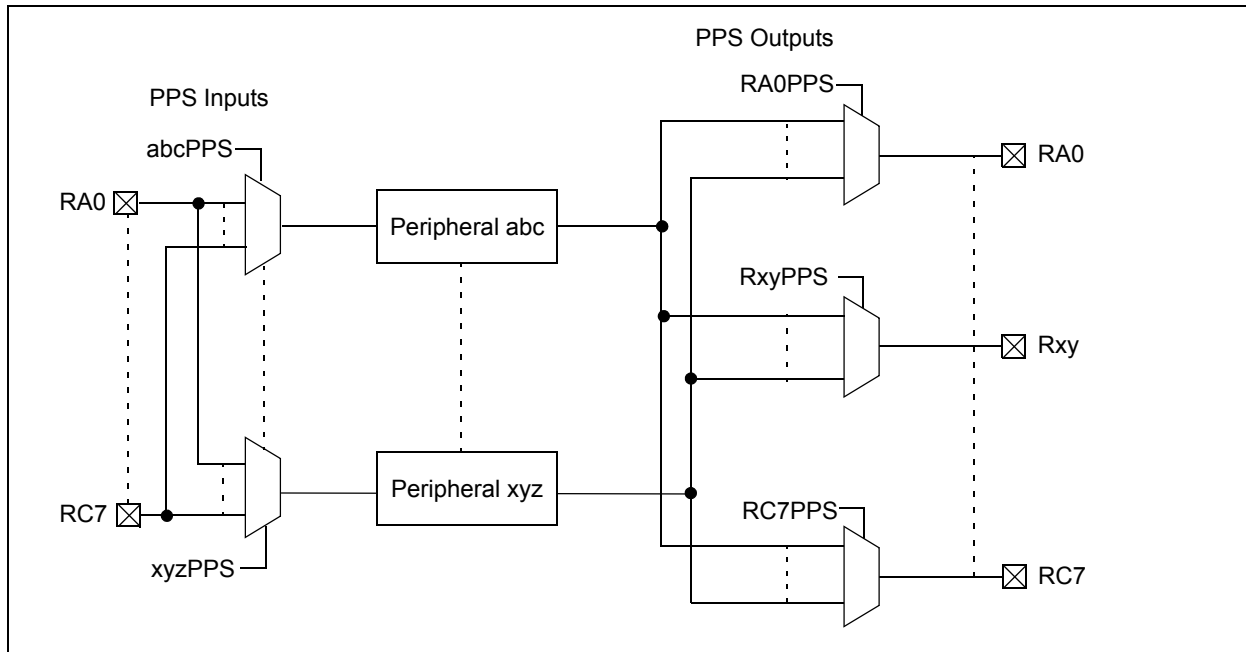 PPS Outputs
RA0PPS
PPS Inputs
abcPPS
RA0
RA0
Peripheral abc
RxyPPS
Rxy
Peripheral xyz
RC7
RC7PPS
xyzPPS
RC7